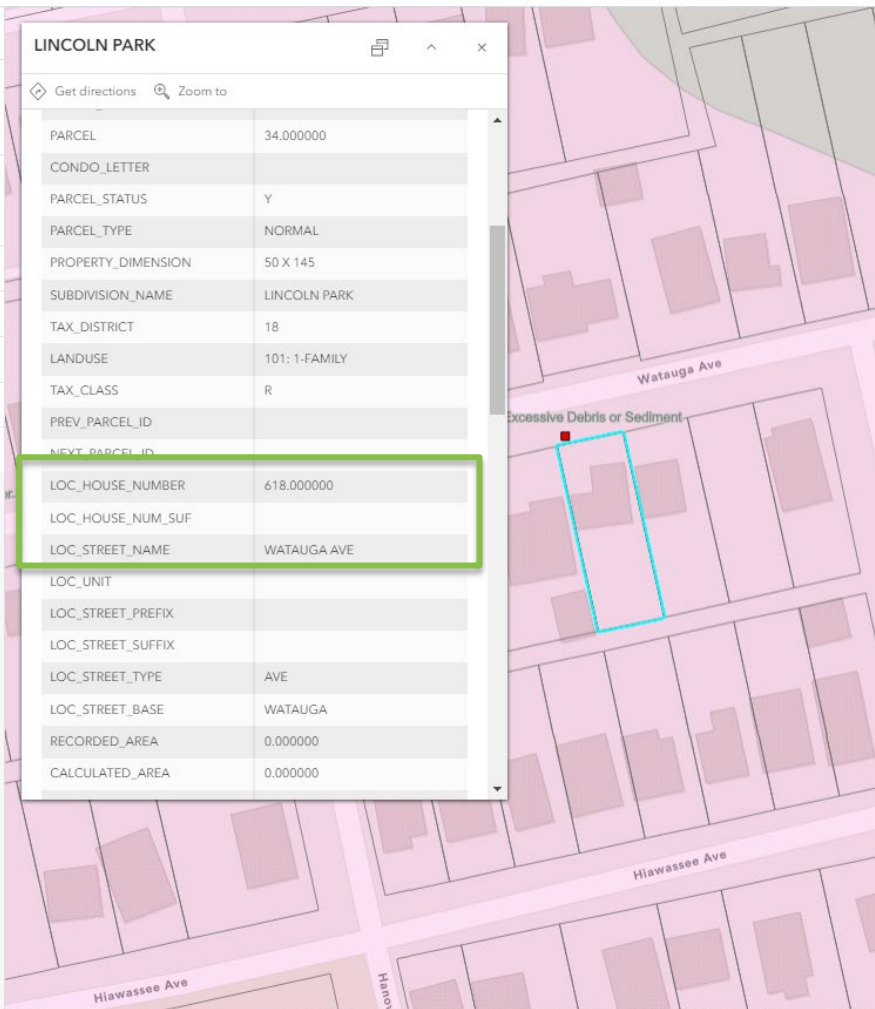 LINCOLN PARK
Get directions Zoom to
PARCEL 34.000000
CONDO_LETTER
PARCEL_STATUS Y
PARCEL_TYPE NORMAL
PROPERTY_DIMENSION 50 X 145
SUBDIVISION_NAME LINCOLN PARK
TAX_DISTRICT 18
LANDUSE 101: 1-FAMILY
TAX_CLASS R
PREV_PARCEL_ID
NEXT_PARCEL_ID
LOC_HOUSE_NUMBER 618.000000
LOC_HOUSE_NUM_SUF
LOC_STREET_NAME WATAUGA AVE
LOC_UNIT
LOC_STREET_PREFIX
LOC_STREET_SUFFIX
LOC_STREET_TYPE AVE
LOC_STREET_BASE WATAUGA
RECORDED_AREA 0.000000
CALCULATED_AREA 0.000000
Watauga Ave
Excessive Debris or Sediment
Hiawassee Ave
Hiawassee Ave
Hanov